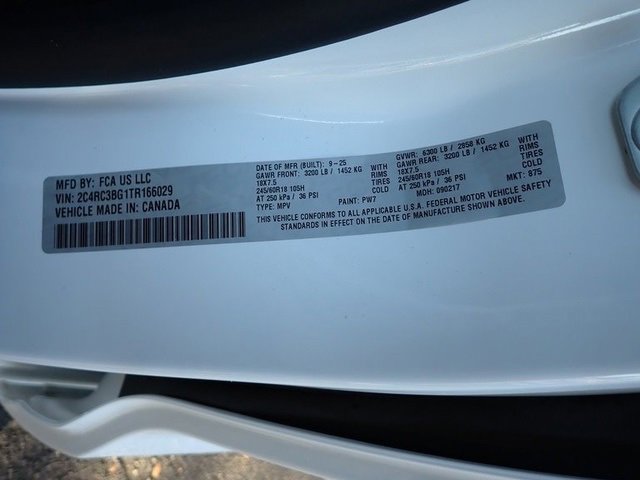 MFD BY: FCA US LLC
VIN: 2C4RC3BG1TR166029
VEHICLE MADE IN: CANADA
DATE OF MFR (BUILT): 9-25
GAWR FRONT: 3200 LB / 1452 KG WITH
18X7.5 RIMS
245/60R18 105H TIRES
AT 250 kPa / 36 PSI COLD
TYPE: MPV PAINT: PW7
GVWR: 6300 LB / 2858 KG
GAWR REAR: 3200 LB / 1452 KG WITH
18X7.5 RIMS
245/60R18 105H TIRES
AT 250 kPa / 36 PSI COLD
MDH: 090217 MKT: 875
THIS VEHICLE CONFORMS TO ALL APPLICABLE U.S.A. FEDERAL MOTOR VEHICLE SAFETY
STANDARDS IN EFFECT ON THE DATE OF MANUFACTURE SHOWN ABOVE.